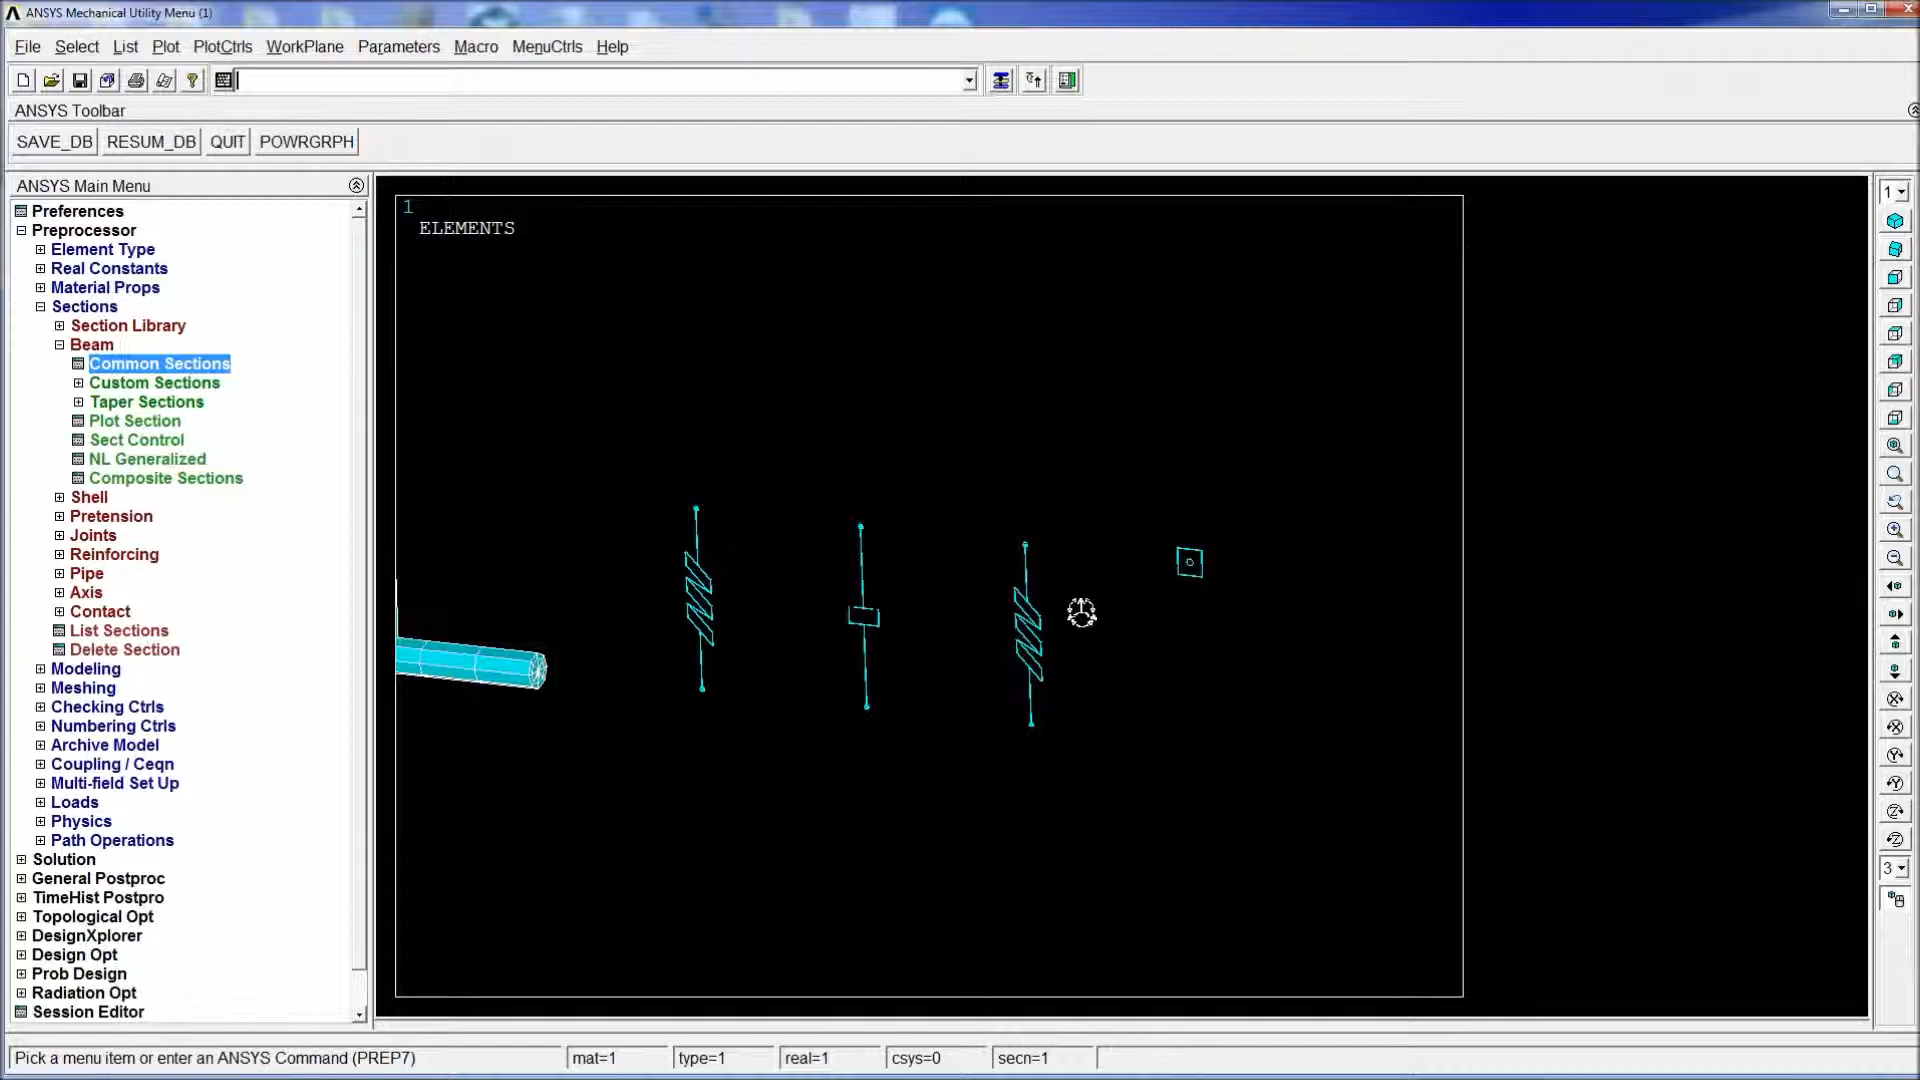 ANSYS Mechanical Utility Menu (1)
File Select List Plot PlotCtrls WorkPlane Parameters Macro MenuCtrls Help
ANSYS Toolbar
SAVE_DB RESUM_DB QUIT POWRGRPH
ANSYS Main Menu
Preferences
Preprocessor
Element Type
Real Constants
Material Props
Sections
Section Library
Beam
Common Sections
Custom Sections
Taper Sections
Plot Section
Sect Control
NL Generalized
Composite Sections
Shell
Pretension
Joints
Reinforcing
Pipe
Axis
Contact
List Sections
Delete Section
Modeling
Meshing
Checking Ctrls
Numbering Ctrls
Archive Model
Coupling / Ceqn
Multi-field Set Up
Loads
Physics
Path Operations
Solution
General Postproc
TimeHist Postpro
Topological Opt
DesignXplorer
Design Opt
Prob Design
Radiation Opt
Session Editor
1
ELEMENTS
1
3
Pick a menu item or enter an ANSYS Command (PREP7) mat=1 type=1 real=1 csys=0 secn=1